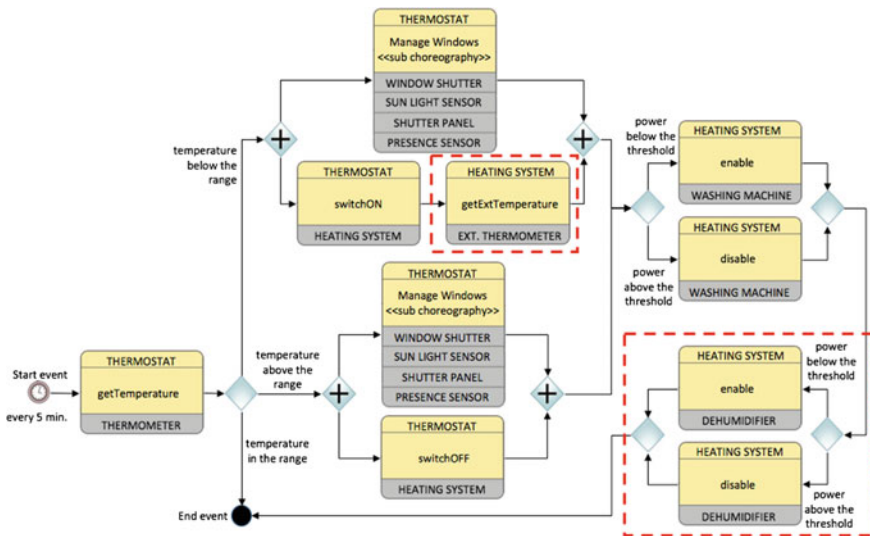 THERMOSTAT
Manage Windows
<<sub choreography>>
WINDOW SHUTTER
SUN LIGHT SENSOR
SHUTTER PANEL
PRESENCE SENSOR
temperature
below the
range
THERMOSTAT
switchON
HEATING SYSTEM
HEATING SYSTEM
getExtTemperature
EXT. THERMOMETER
power
below the
threshold
HEATING SYSTEM
enable
WASHING MACHINE
HEATING SYSTEM
disable
WASHING MACHINE
power
above the
threshold
THERMOSTAT
Manage Windows
<<sub choreography>>
WINDOW SHUTTER
SUN LIGHT SENSOR
SHUTTER PANEL
PRESENCE SENSOR
Start event
every 5 min.
THERMOSTAT
getTemperature
THERMOMETER
temperature
above the
range
temperature
in the range
THERMOSTAT
switchOFF
HEATING SYSTEM
End event
HEATING SYSTEM
enable
DEHUMIDIFIER
power
below the
threshold
HEATING SYSTEM
disable
DEHUMIDIFIER
power
above the
threshold